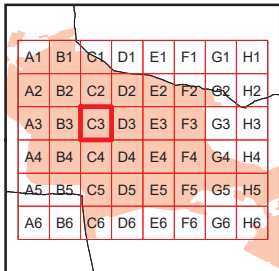 A1 B1 C1 D1 E1 F1 G1 H1
A2 B2 C2 D2 E2 F2 G2 H2
A3 B3 C3 D3 E3 F3 G3 H3
A4 B4 C4 D4 E4 F4 G4 H4
A5 B5 C5 D5 E5 F5 G5 H5
A6 B6 C6 D6 E6 F6 G6 H6